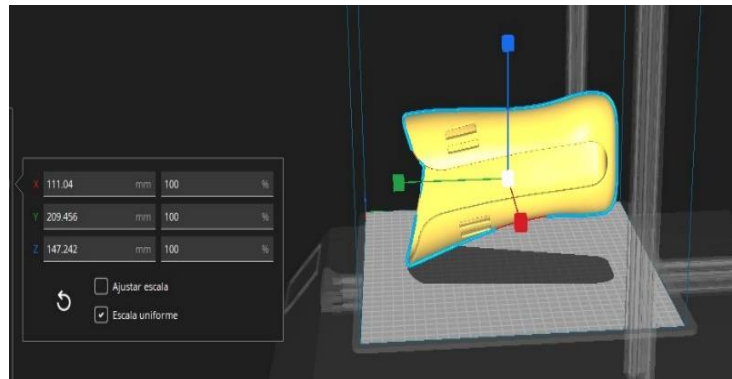 X 111.04 mm 100 %
Y 209.456 mm 100 %
Z 147.242 mm 100 %
Ajustar escala
Escala uniforme